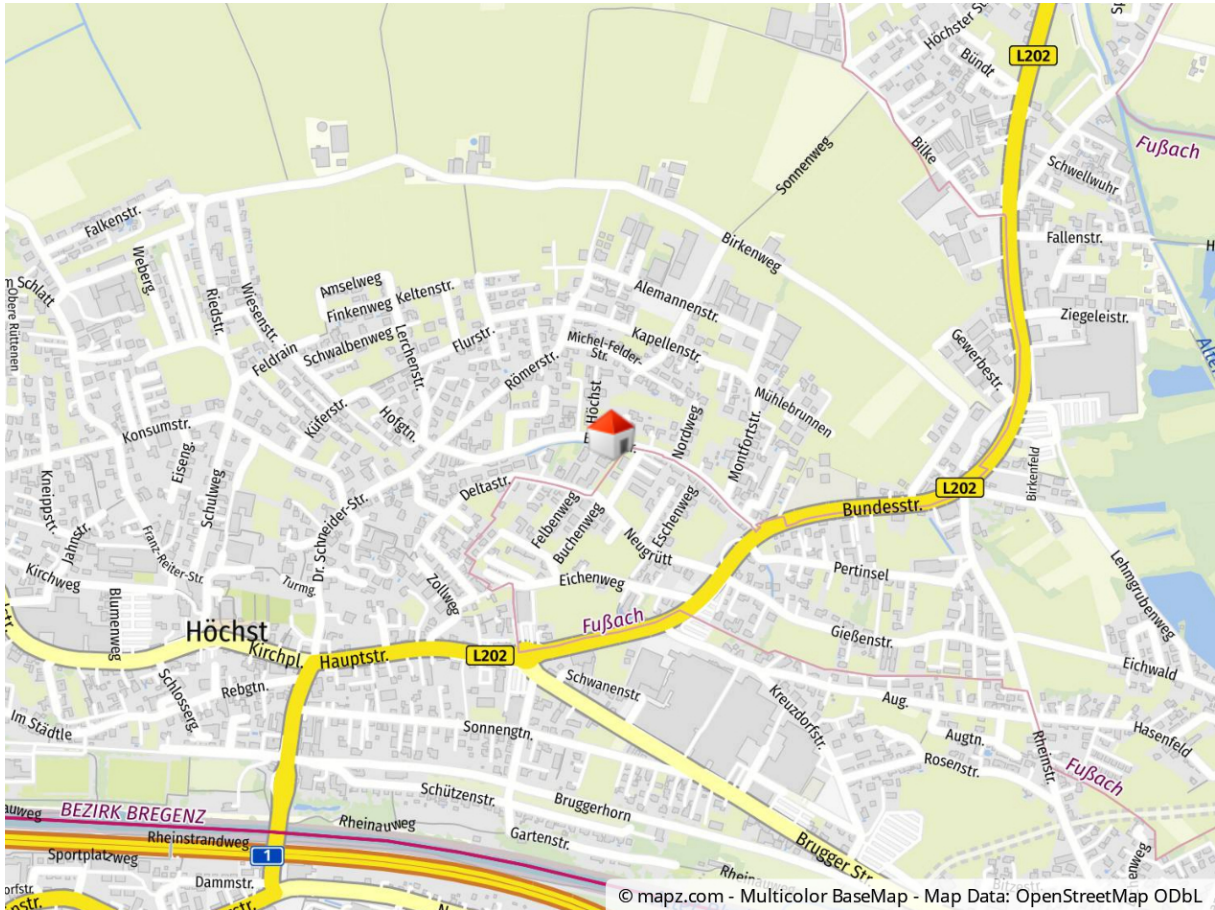 Höchster St
L202
Bündt
Bilke
Fußach
Sonnenweg
Schwellwuhr
Falkenstr.
Birkenweg
Fallenstr.
Weberg.
m Schlatt
Obere Rüttenen
Riedstr.
Wiesenstr.
Amselweg
Keltenstr.
Finkenweg
Alemannenstr.
Ziegeleistr.
Schwalbenweg
Lerchenstr.
Flurstr.
Michel-Felder-
Str.
Kapellenstr.
Gewerbestr.
Feldrain
Römerstr.
Höchst
Mühlebrunnen
Küferstr.
Hofgtn.
Konsumstr.
Eiseng.
Nordweg
Montfortstr.
Kneippstr.
Schulweg
Deltastr.
L202
Birkenfeld
Bundesstr.
Jahnstr.
Franz-Reiter-Str.
Dr. Schneider-Str.
Felbenweg
Buchenweg
Eschenweg
Neugrütt
Kirchweg
Turmg.
Zollweg
Eichenweg
Pertinsel
Lehmgrubenweg
Blumenweg
Höchst
Fußach
Gießenstr.
Kirchpl.
Hauptstr.
L202
Eichwald
Schlosserg.
Rebgtn.
Schwanenstr.
Kreuzdorfstr.
Aug.
Im Städtle
Sonnengtn.
Augtn.
Hasenfeld
Rheinstr.
Rosenstr.
Fußach
Schützenstr.
Bruggerhorn
BEZIRK BREGENZ
Rheinauweg
Gartenstr.
Rheinstrandweg
Sportplatzweg
1
Brugger Str.
Dammstr.
© mapz.com - Multicolor BaseMap - Map Data: OpenStreetMap ODbL